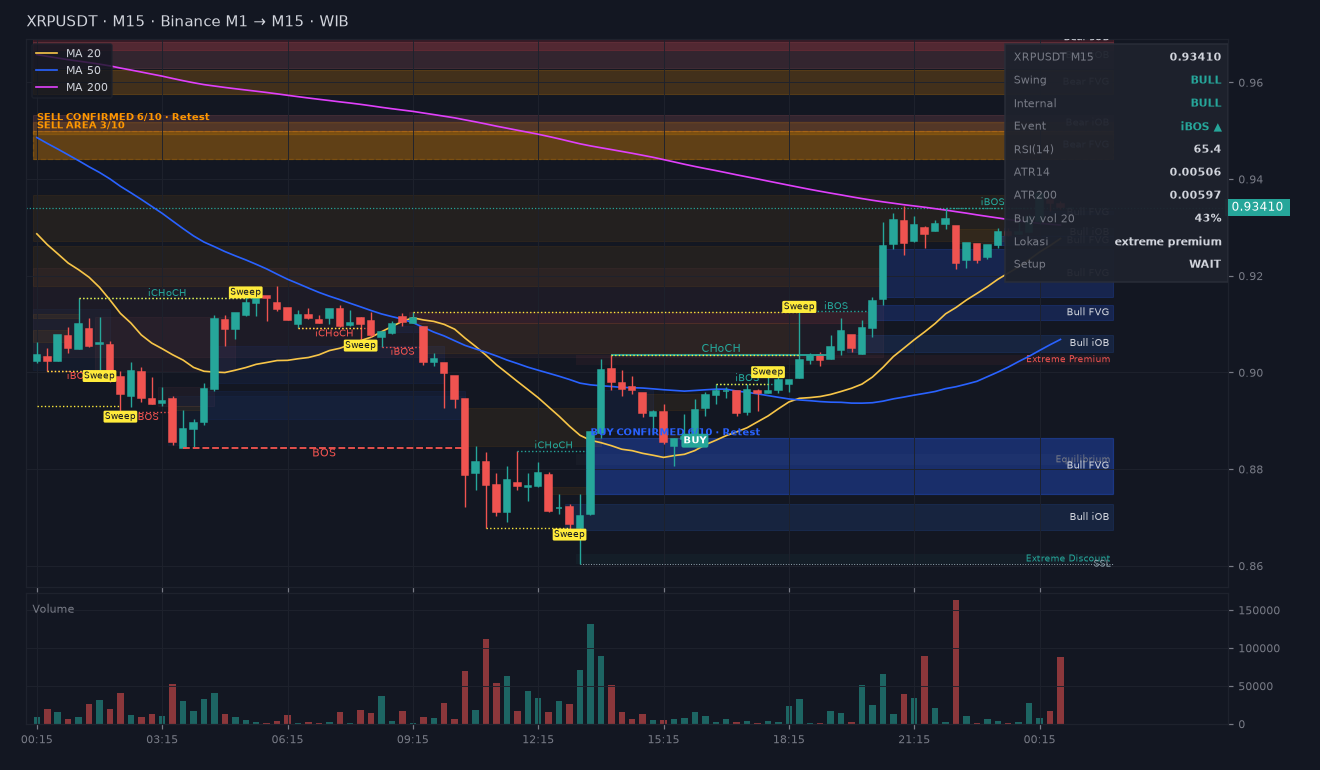 XRPUSDT · M15 · Binance M1 → M15 · WIB
MA 20
MA 50
MA 200
SELL CONFIRMED 6/10 · Retest
SELL AREA 3/10
XRPUSDT M15 0.93410
Swing BULL
Internal BULL
Event iBOS ▲
RSI(14) 65.4
ATR14 0.00506
ATR200 0.00597
Buy vol 20 43%
Lokasi extreme premium
Setup WAIT
0.96
0.94
0.93410
0.92
0.90
0.88
0.86
iBOS
iCHoCH
Sweep
Sweep
iBOS
Bull FVG
iCHoCH
Sweep
iBOS
CHoCH
Bull iOB
Extreme Premium
Sweep
Sweep
iBOS
Sweep
BOS
BUY
Retest
BOS
iCHoCH
Equilibrium
Bull FVG
Bull iOB
Sweep
Extreme Discount
SSL
Volume
150000
100000
50000
0
00:15 03:15 06:15 09:15 12:15 15:15 18:15 21:15 00:15